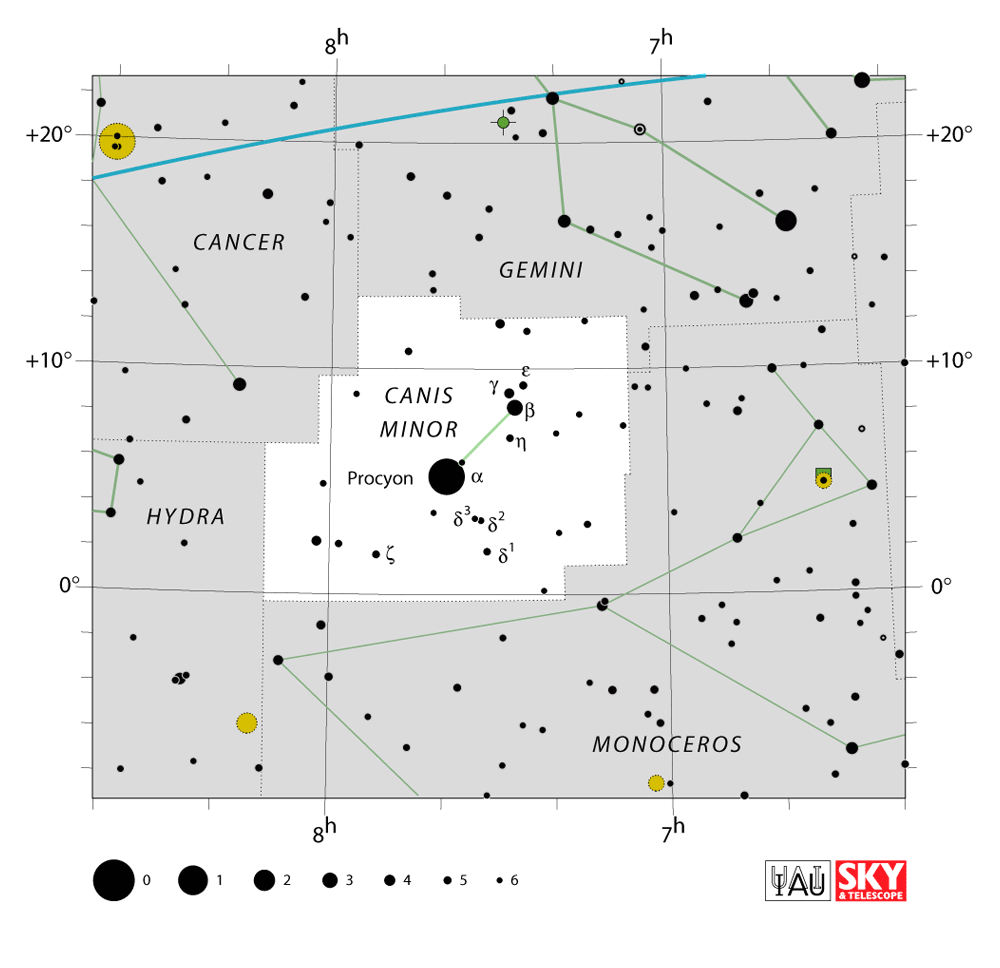 8h 7h
+20° +20°
CANCER
GEMINI
+10° +10°
ε
γ
CANIS
β
MINOR
η
Procyon α
HYDRA
δ3 δ2
ζ δ1
0° 0°
MONOCEROS
8h 7h
0 1 2 3 4 5 6
IAU
SKY
& TELESCOPE